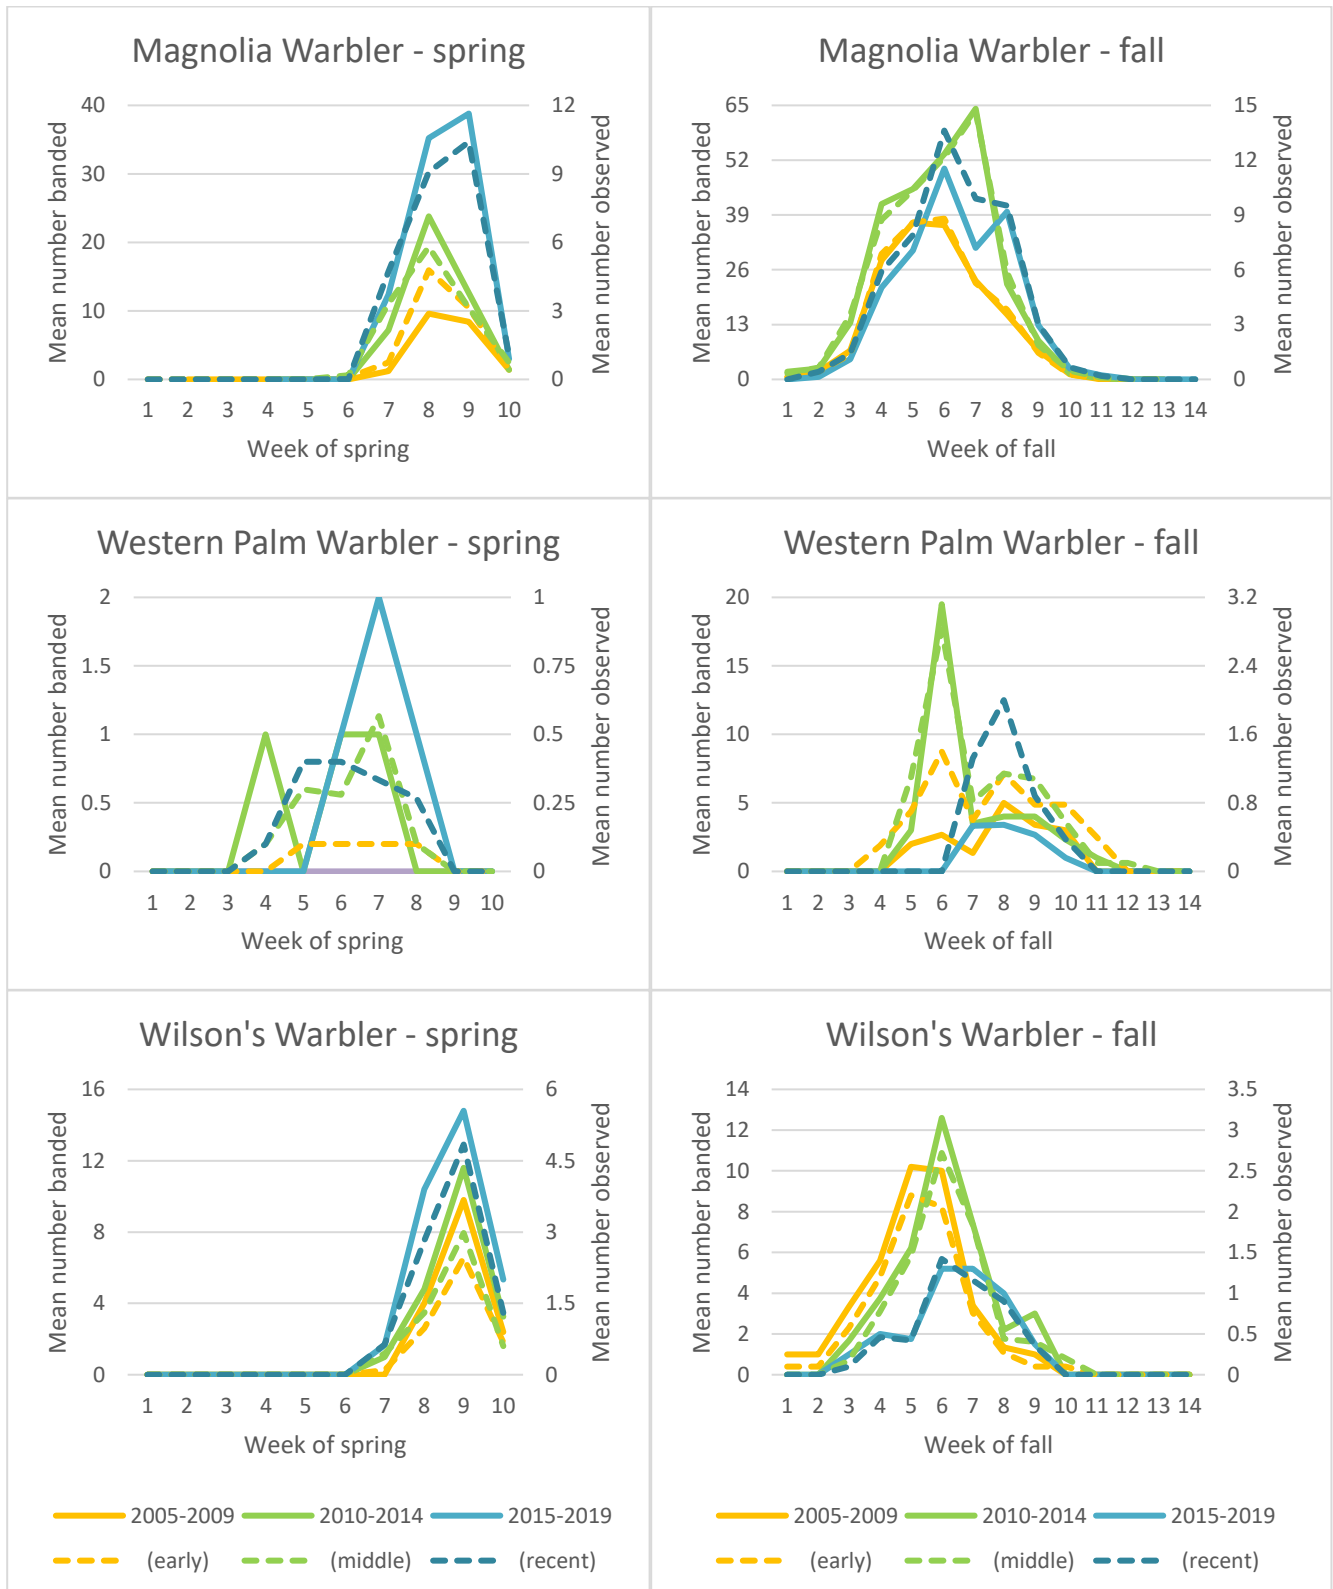 Magnolia Warbler - spring
Mean number banded
40
30
20
10
0
12
9
6
3
0
Mean number observed
1 2 3 4 5 6 7 8 9 10
Week of spring
Magnolia Warbler - fall
Mean number banded
65
52
39
26
13
0
15
12
9
6
3
0
Mean number observed
1 2 3 4 5 6 7 8 9 10 11 12 13 14
Week of fall
Western Palm Warbler - spring
Mean number banded
2
1.5
1
0.5
0
1
0.75
0.5
0.25
0
Mean number observed
1 2 3 4 5 6 7 8 9 10
Week of spring
Western Palm Warbler - fall
Mean number banded
20
15
10
5
0
3.2
2.4
1.6
0.8
0
Mean number observed
1 2 3 4 5 6 7 8 9 10 11 12 13 14
Week of fall
Wilson's Warbler - spring
Mean number banded
16
12
8
4
0
6
4.5
3
1.5
0
Mean number observed
1 2 3 4 5 6 7 8 9 10
Week of spring
2005-2009 2010-2014 2015-2019
(early) (middle) (recent)
Wilson's Warbler - fall
Mean number banded
14
12
10
8
6
4
2
0
3.5
3
2.5
2
1.5
1
0.5
0
Mean number observed
1 2 3 4 5 6 7 8 9 10 11 12 13 14
Week of fall
2005-2009 2010-2014 2015-2019
(early) (middle) (recent)